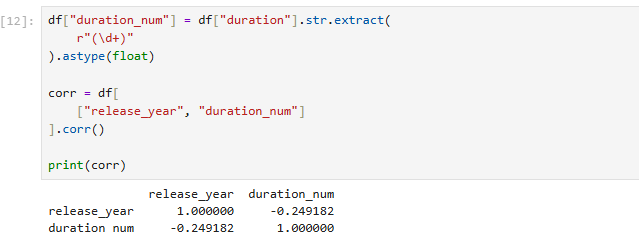 [12]:
df["duration_num"] = df["duration"].str.extract(
    r"(\d+)"
).astype(float)

corr = df[
    ["release_year", "duration_num"]
].corr()

print(corr)
              release_year  duration_num
release_year      1.000000     -0.249182
duration_num     -0.249182      1.000000